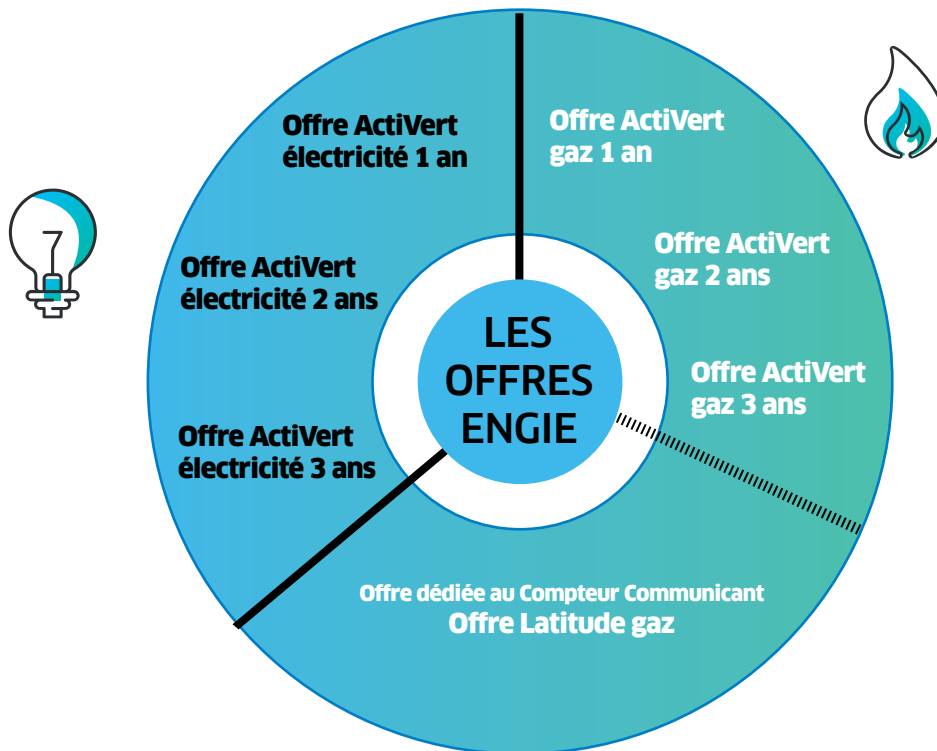 Offre ActiVert
électricité 1 an
Offre ActiVert
gaz 1 an
Offre ActiVert
électricité 2 ans
Offre ActiVert
gaz 2 ans
LES
OFFRES
ENGIE
Offre ActiVert
gaz 3 ans
Offre ActiVert
électricité 3 ans
Offre dédiée au Compteur Communicant
Offre Latitude gaz